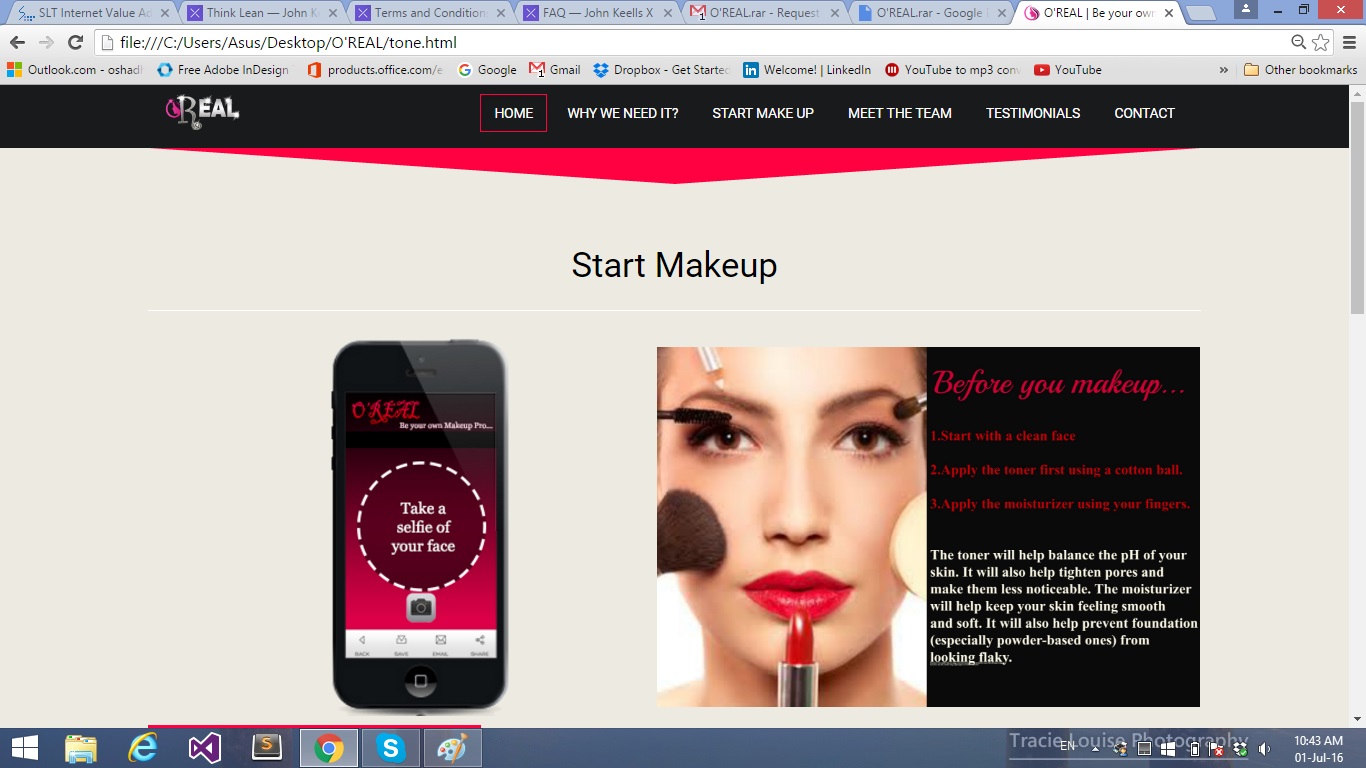 SLT Internet Value Ad
Think Lean — John K
Terms and Condition
FAQ — John Keells X
O'REAL.rar - Request
O'REAL.rar - Google
O'REAL | Be your own
file:///C:/Users/Asus/Desktop/O'REAL/tone.html
Outlook.com - oshadh
Free Adobe InDesign
products.office.com/e
Google
Gmail
Dropbox - Get Started
Welcome! | LinkedIn
YouTube to mp3 conv
YouTube
»
Other bookmarks
OREAL
HOME
WHY WE NEED IT?
START MAKE UP
MEET THE TEAM
TESTIMONIALS
CONTACT
Start Makeup
O'REAL
Be your own Makeup Pro...
Take a
selfie of
your face
BACK
SAVE
EMAIL
SHARE
Before you makeup...
1.Start with a clean face
2.Apply the toner first using a cotton ball.
3.Apply the moisturizer using your fingers.
The toner will help balance the pH of your
skin. It will also help tighten pores and
make them less noticeable. The moisturizer
will help keep your skin feeling smooth
and soft. It will also help prevent foundation
(especially powder-based ones) from
looking flaky.
Tracie Louise Photography
EN
10:43 AM
01-Jul-16